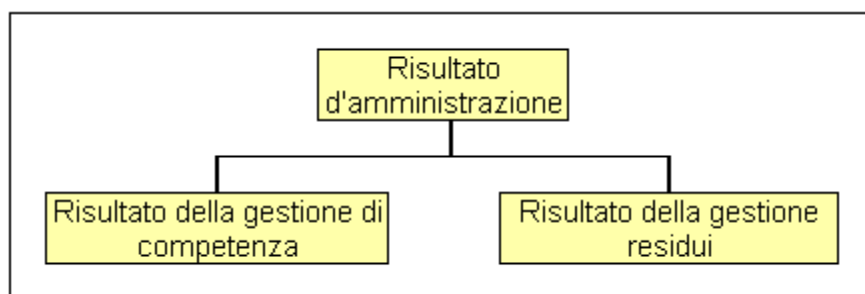 Risultato
d'amministrazione
Risultato della gestione di
competenza
Risultato della gestione
residui